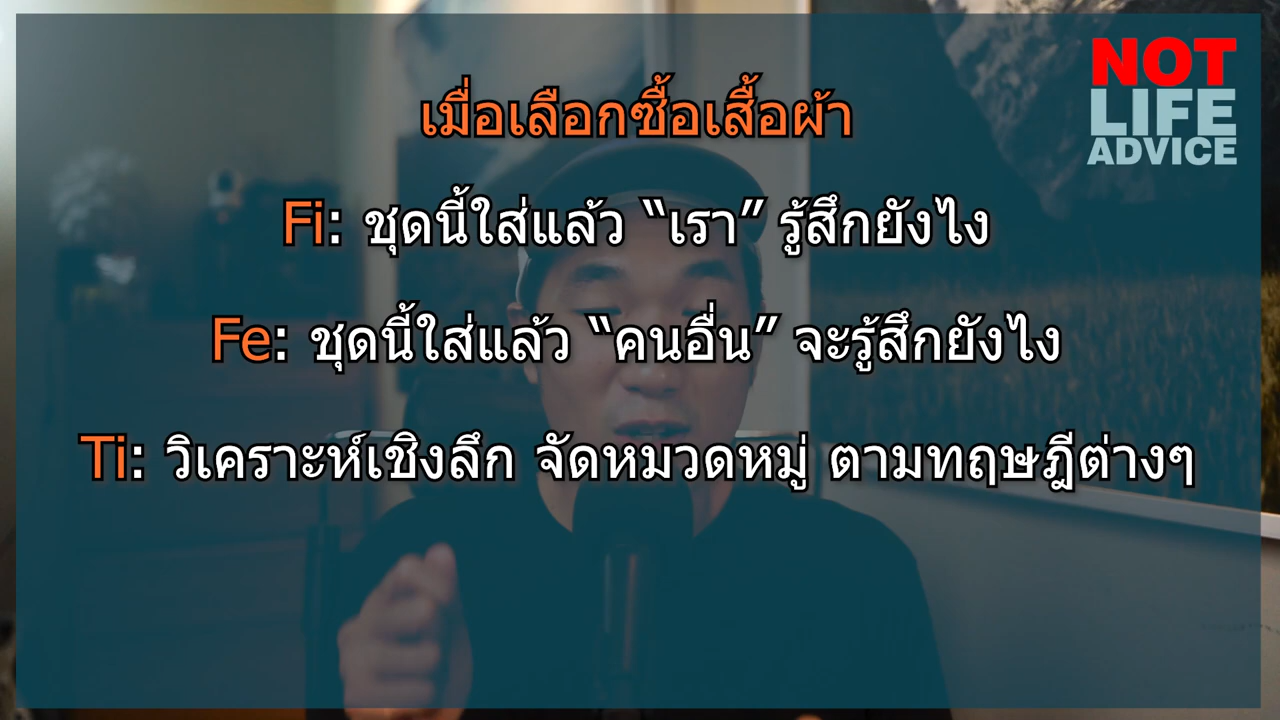 NOT
LIFE
ADVICE
เมื่อเลือกซื้อเสื้อผ้า
Fi: ชุดนี้ใส่แล้ว “เรา” รู้สึกยังไง
Fe: ชุดนี้ใส่แล้ว “คนอื่น” จะรู้สึกยังไง
Ti: วิเคราะห์เชิงลึก จัดหมวดหมู่ ตามทฤษฎีต่างๆ